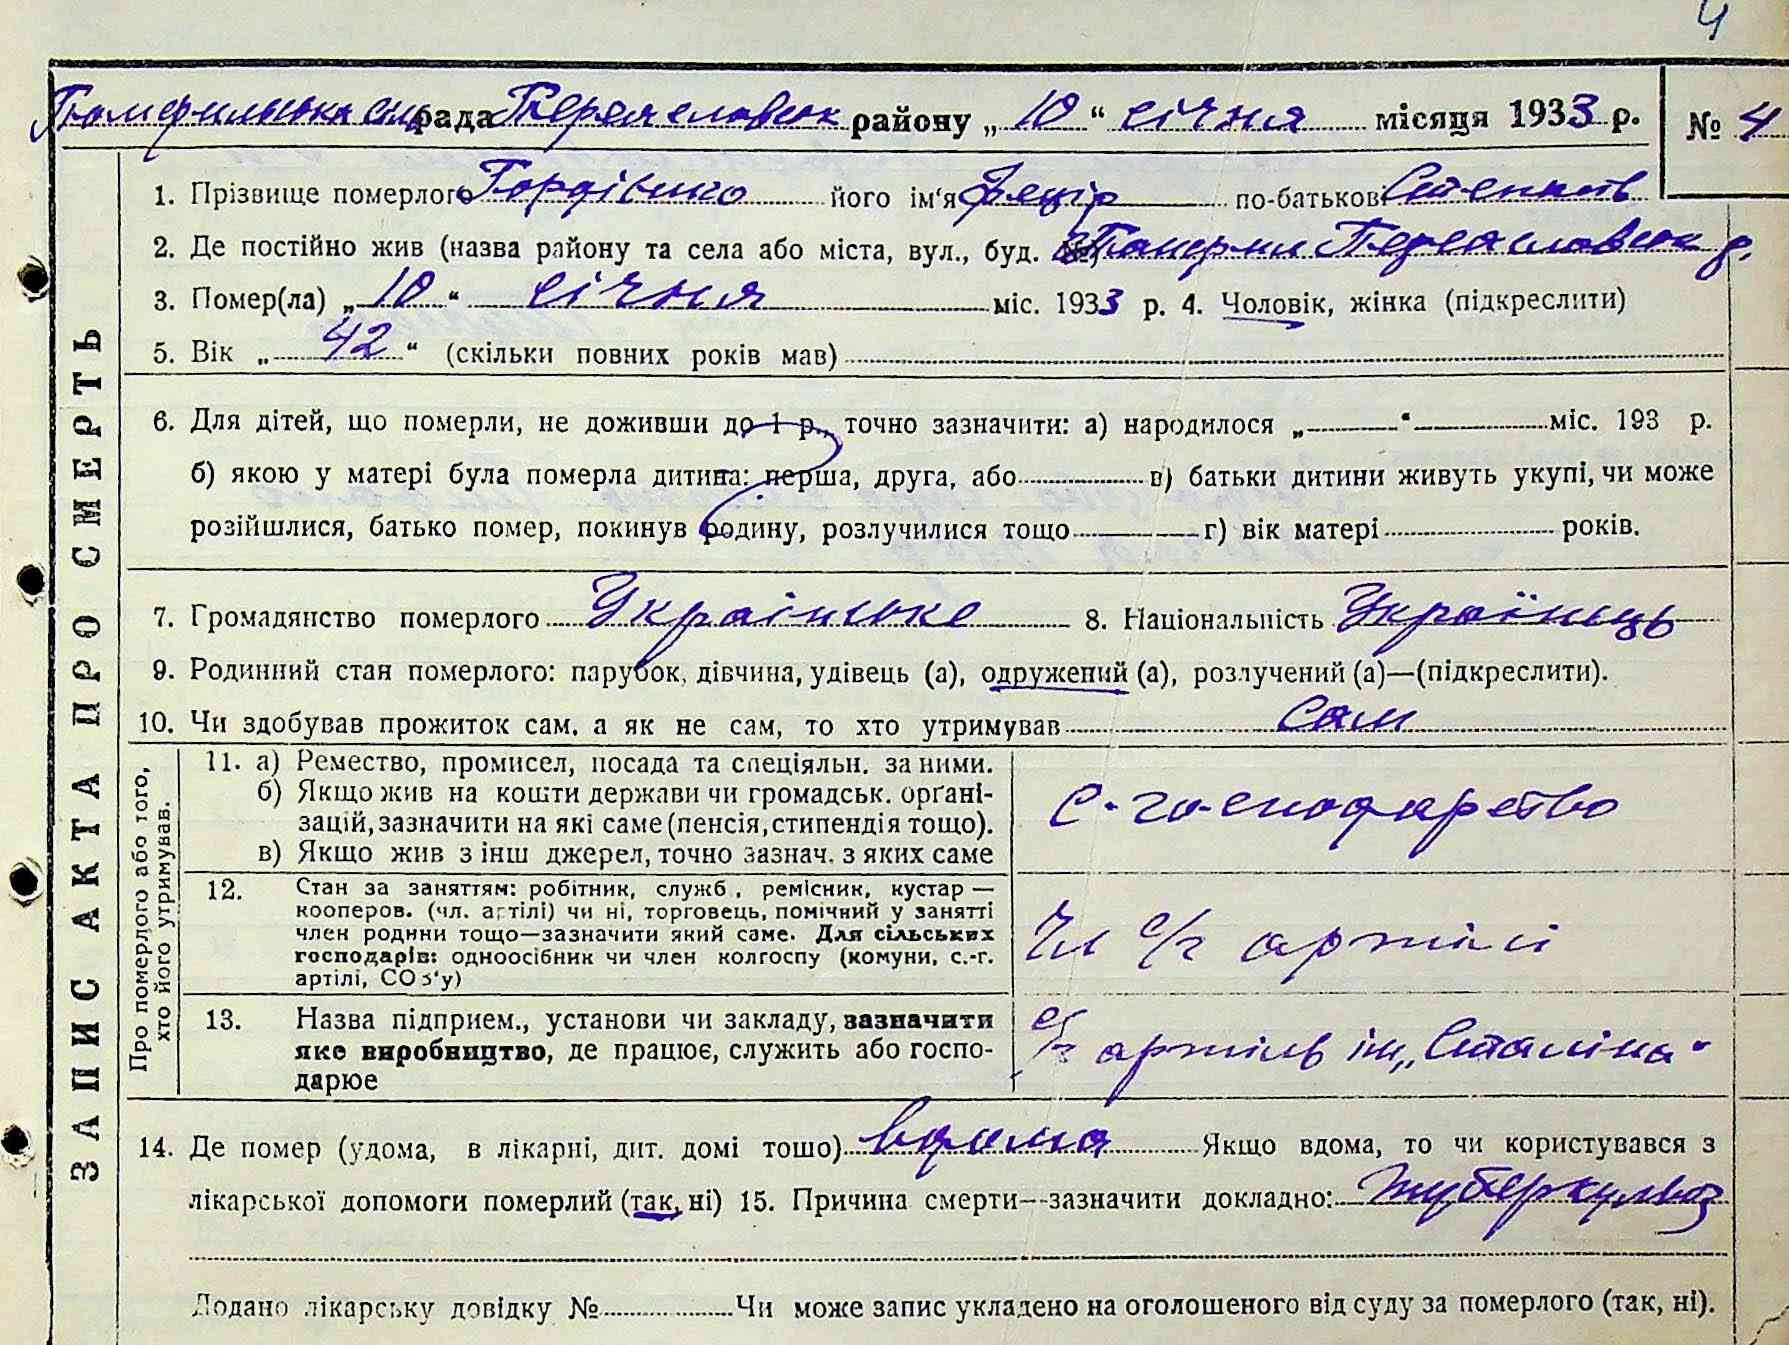 4
рада Переяславськ району „ 10 “ січня місяця 1933 р. № 4
ЗАПИС АКТА ПРО СМЕРТЬ
1. Прізвище померлого Гордієнко його ім'я Федір по-батькові Степанов
2. Де постійно жив (назва району та села або міста, вул., буд. №) Переяславськ р.
3. Помер(ла) „ 10 “ січня міс. 1933 р. 4. Чоловік, жінка (підкреслити)
5. Вік „ 42 “ (скільки повних років мав)
6. Для дітей, що померли, не доживши до 1 р., точно зазначити: а) народилося „ “ міс. 193 р.
б) якою у матері була померла дитина: перша, друга, або в) батьки дитини живуть укупі, чи може
розійшлися, батько помер, покинув родину, розлучилися тощо г) вік матері років.
7. Громадянство померлого Українське 8. Національність Українець
9. Родинний стан померлого: парубок, дівчина, удівець (а), одружений (а), розлучений (а)—(підкреслити).
10. Чи здобував прожиток сам, а як не сам, то хто утримував Сам
Про померлого або того,
хто його утримував.
11. а) Ремество, промисел, посада та спеціяльн. за ними.
б) Якщо жив на кошти держави чи громадськ. орґані-
зацій, зазначити на які саме (пенсія, стипендія тощо).
в) Якщо жив з інш джерел, точно зазнач. з яких саме
с-господарство
12. Стан за заняттям: робітник, служб., ремісник, кустар —
кооперов. (чл. артілі) чи ні, торговець, помічний у занятті
член родини тощо—зазначити який саме. Для сільських
господарів: одноосібник чи член колгоспу (комуни, с.-г.
артілі, СОЗ'у)
Чл с/г артілі
13. Назва підприєм., установи чи закладу, зазначити
яке виробництво, де працює, служить або госпо-
дарює
с/г артіль ім „Сталіна“
14. Де помер (удома, в лікарні, дит. домі тощо) вдома Якщо вдома, то чи користувався з
лікарської допомоги померлий (так, ні) 15. Причина смерти—зазначити докладно: туберкульоз
Додано лікарську довідку № Чи може запис укладено на оголошеного від суду за померлого (так, ні).